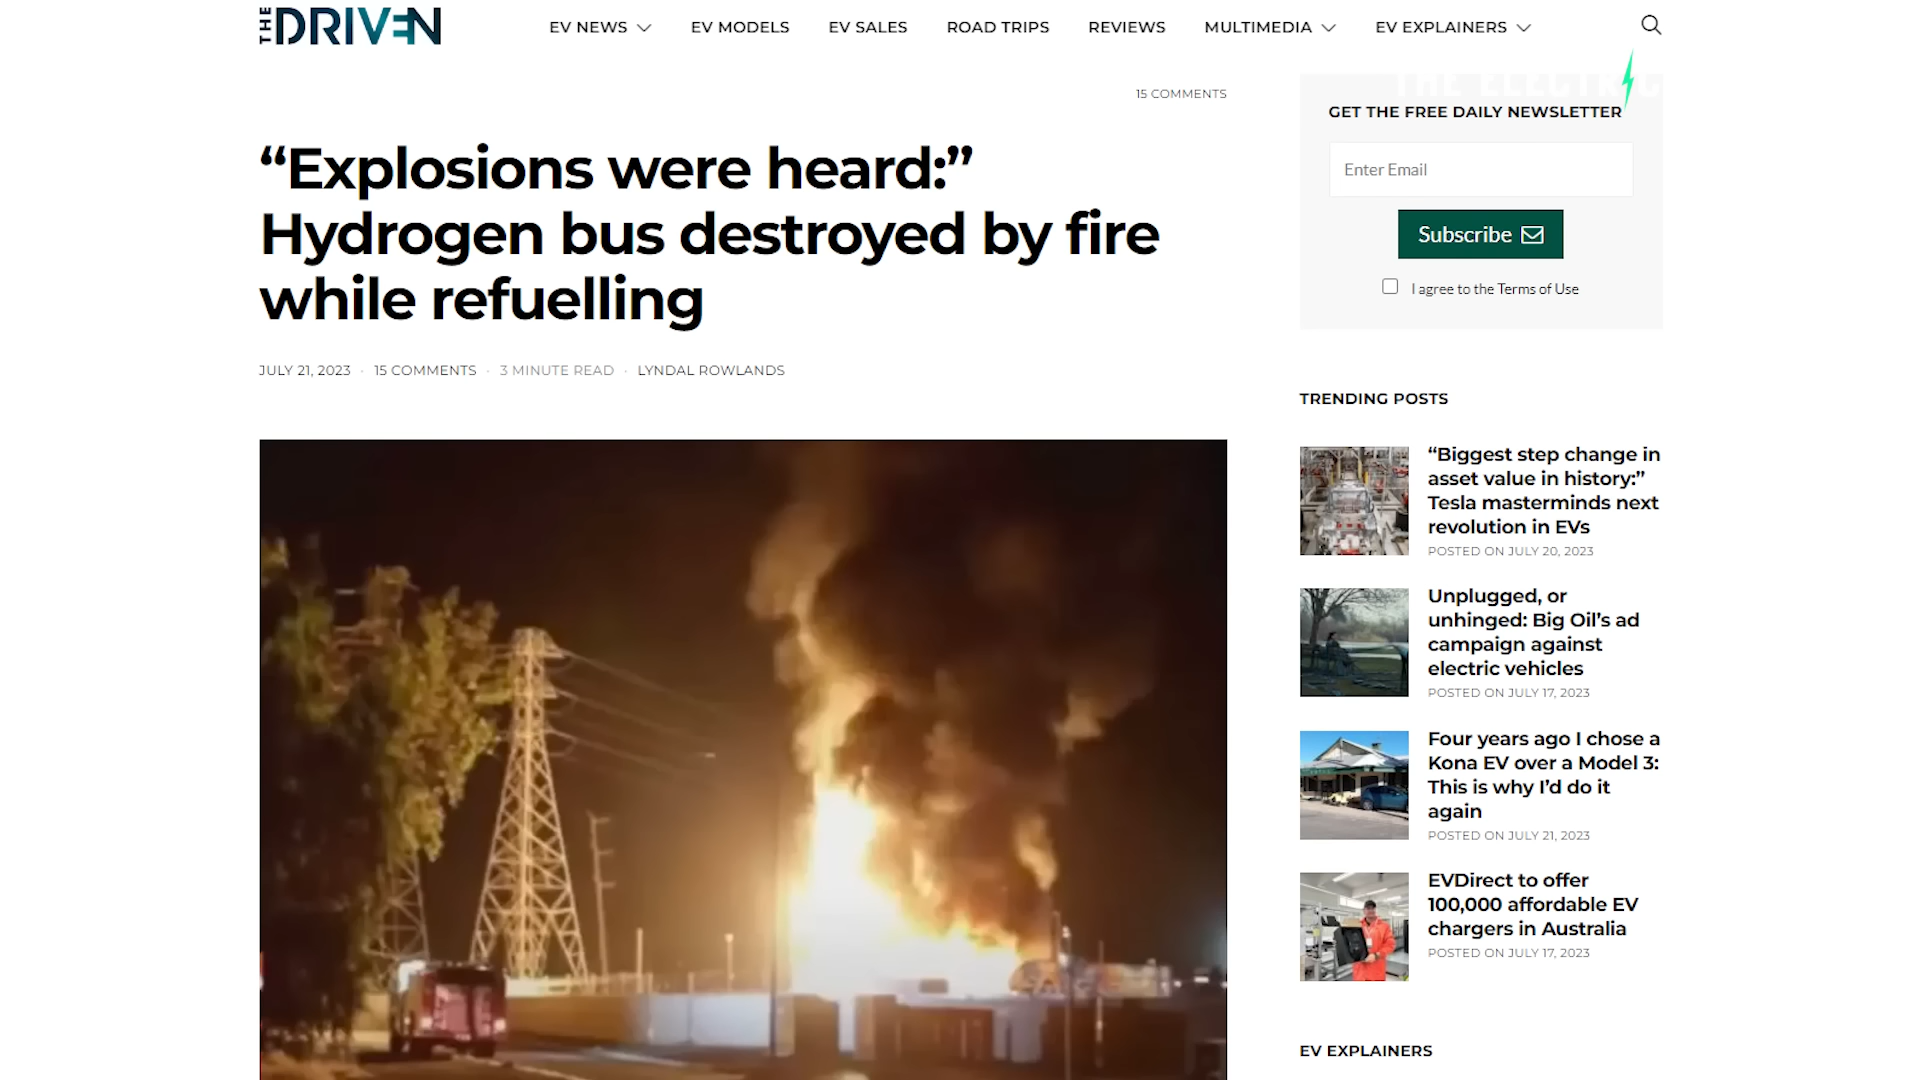 THE DRIVEN
EV NEWS EV MODELS EV SALES ROAD TRIPS REVIEWS MULTIMEDIA EV EXPLAINERS
15 COMMENTS
“Explosions were heard:”
Hydrogen bus destroyed by fire
while refuelling
JULY 21, 2023 · 15 COMMENTS · 3 MINUTE READ · LYNDAL ROWLANDS
THE ELECTRIC
GET THE FREE DAILY NEWSLETTER
Enter Email
Subscribe
I agree to the Terms of Use
TRENDING POSTS
“Biggest step change in
asset value in history:”
Tesla masterminds next
revolution in EVs
POSTED ON JULY 20, 2023
Unplugged, or
unhinged: Big Oil’s ad
campaign against
electric vehicles
POSTED ON JULY 17, 2023
Four years ago I chose a
Kona EV over a Model 3:
This is why I’d do it
again
POSTED ON JULY 21, 2023
EVDirect to offer
100,000 affordable EV
chargers in Australia
POSTED ON JULY 17, 2023
EV EXPLAINERS